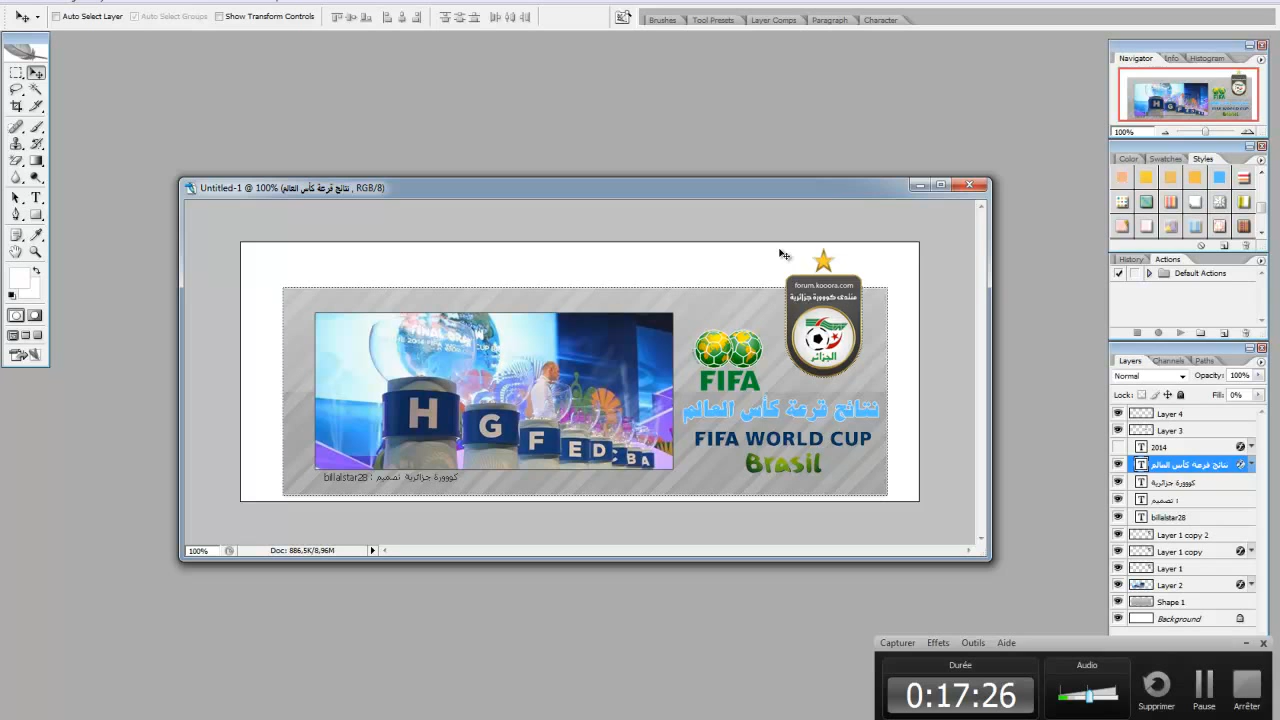 Auto Select Layer Auto Select Groups Show Transform Controls
Brushes Tool Presets Layer Comps Paragraph Character
Navigator Info Histogram
100%
Color Swatches Styles
History Actions
Default Actions
Layers Channels Paths
Normal Opacity: 100%
Lock: Fill: 0%
Layer 4
Layer 3
2014
نتائج قرعة كأس العالم
كووورة جزائرية
تصميم :
billalstar28
Layer 1 copy 2
Layer 1 copy
Layer 1
Layer 2
Shape 1
Background
Untitled-1 @ 100% (نتائج قرعة كأس العالم, RGB/8)
forum.kooora.com
منتدى كووورة جزائرية
الجزائر
FIFA
نتائج قرعة كأس العالم
FIFA WORLD CUP
Brasil
H G F E D C B A
كووورة جزائرية تصميم : billalstar28
100% Doc: 886,5K/8,96M
Capturer Effets Outils Aide
Durée Audio
0:17:26
Supprimer Pause Arrêter